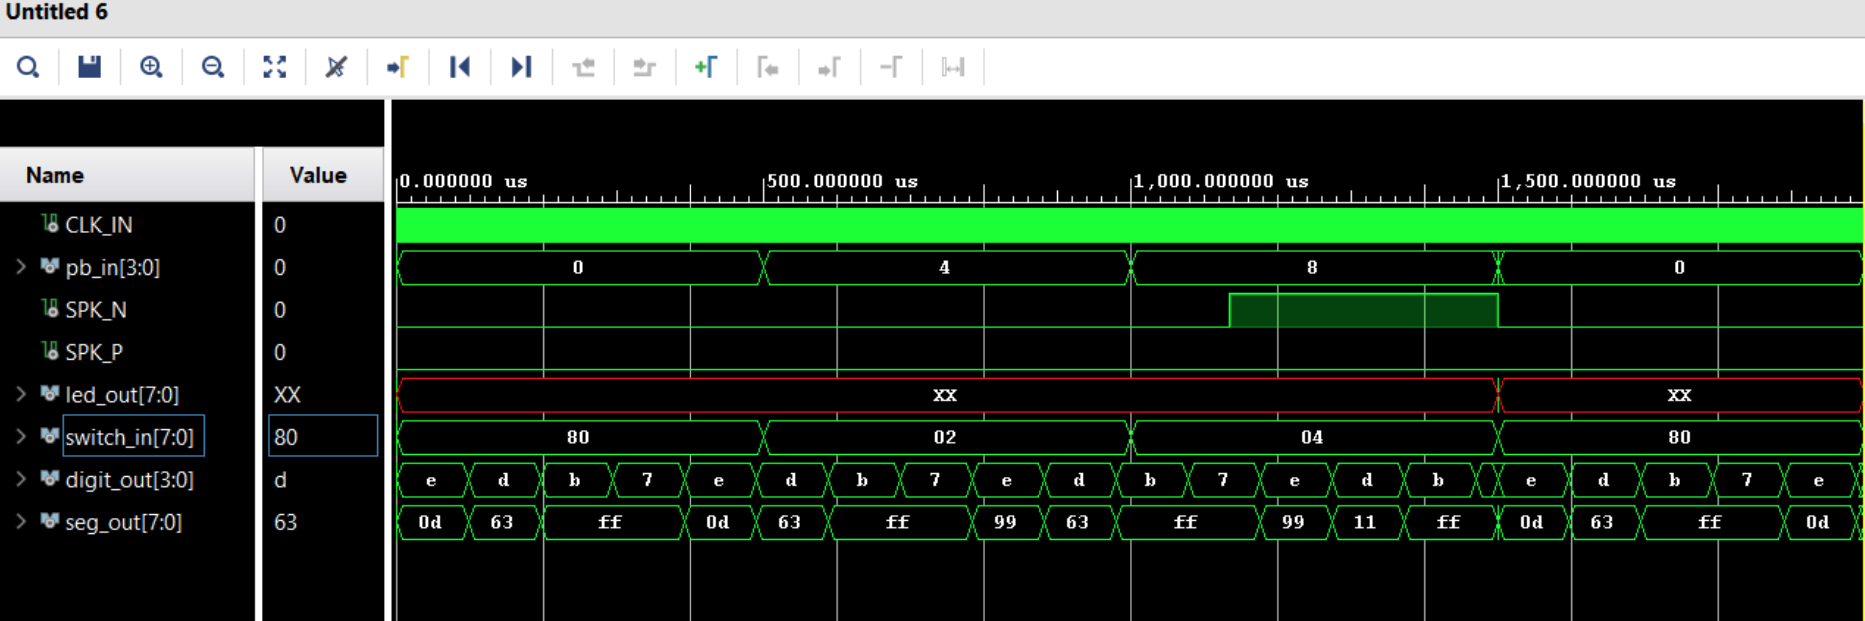 Untitled 6
Name Value
0.000000 us 500.000000 us 1,000.000000 us 1,500.000000 us
CLK_IN 0
pb_in[3:0] 0 0 4 8 0
SPK_N 0
SPK_P 0
led_out[7:0] XX XX XX
switch_in[7:0] 80 80 02 04 80
digit_out[3:0] d e d b 7 e d b 7 e d b 7 e d b e d b 7 e
seg_out[7:0] 63 0d 63 ff 0d 63 ff 99 63 ff 99 11 ff 0d 63 ff 0d